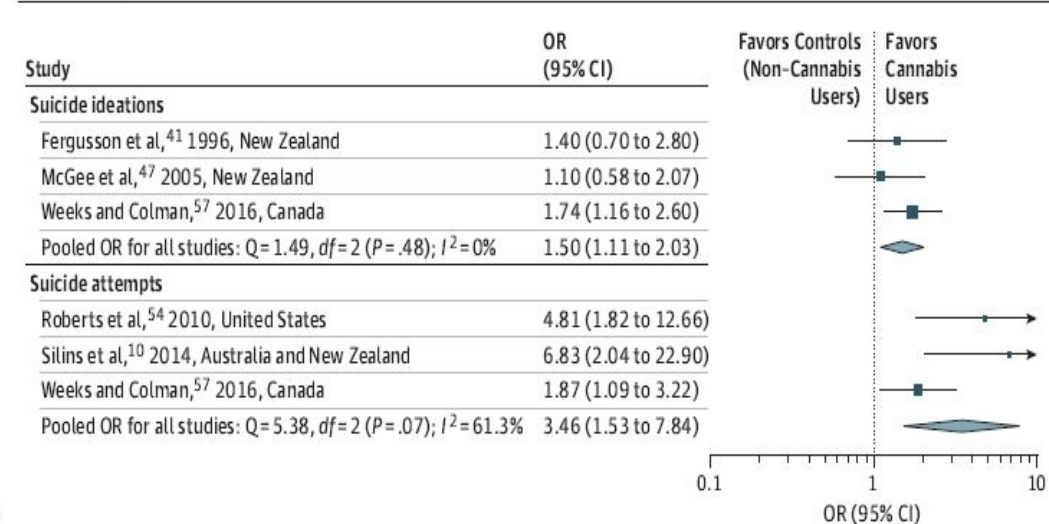 OR
(95% CI)
Favors Controls
(Non–Cannabis
Users)
Favors
Cannabis
Users
Study
Suicide ideations
Fergusson et al,41 1996, New Zealand 1.40 (0.70 to 2.80)
McGee et al,47 2005, New Zealand 1.10 (0.58 to 2.07)
Weeks and Colman,57 2016, Canada 1.74 (1.16 to 2.60)
Pooled OR for all studies: Q=1.49, df=2 (P=.48); I2=0% 1.50 (1.11 to 2.03)
Suicide attempts
Roberts et al,54 2010, United States 4.81 (1.82 to 12.66)
Silins et al,10 2014, Australia and New Zealand 6.83 (2.04 to 22.90)
Weeks and Colman,57 2016, Canada 1.87 (1.09 to 3.22)
Pooled OR for all studies: Q=5.38, df=2 (P=.07); I2=61.3% 3.46 (1.53 to 7.84)
0.1 1 10
OR (95% CI)